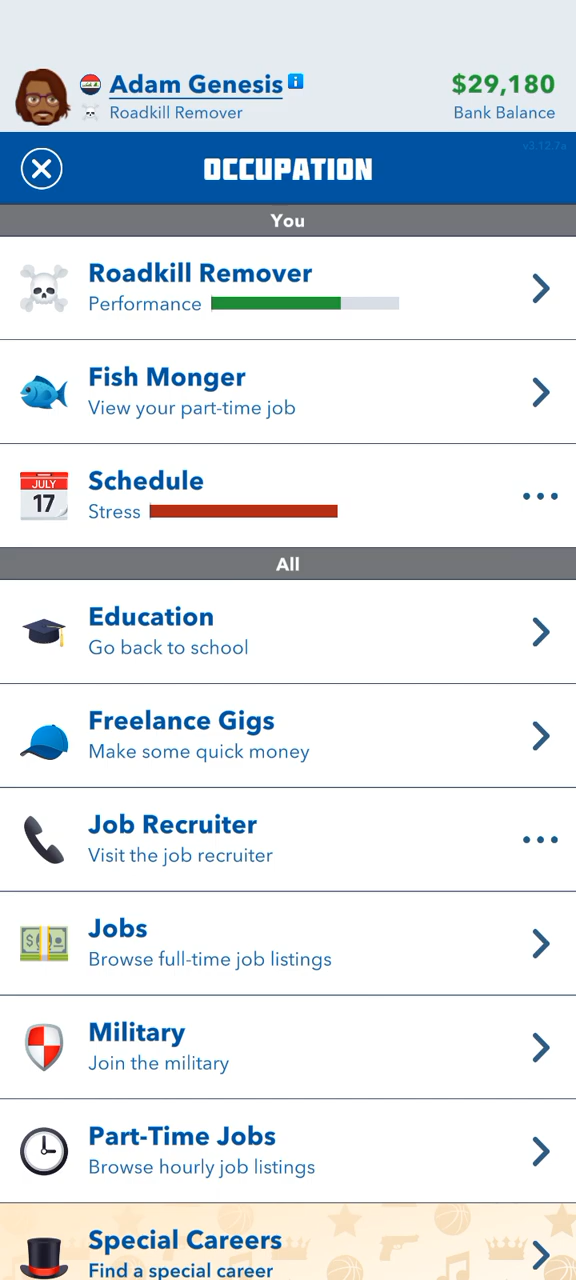 Adam Genesis
$29,180
Roadkill Remover
Bank Balance
v3.12.7a
OCCUPATION
You
Roadkill Remover
Performance
Fish Monger
View your part-time job
JULY
17
Schedule
Stress
All
Education
Go back to school
Freelance Gigs
Make some quick money
Job Recruiter
Visit the job recruiter
Jobs
Browse full-time job listings
Military
Join the military
Part-Time Jobs
Browse hourly job listings
Special Careers
Find a special career